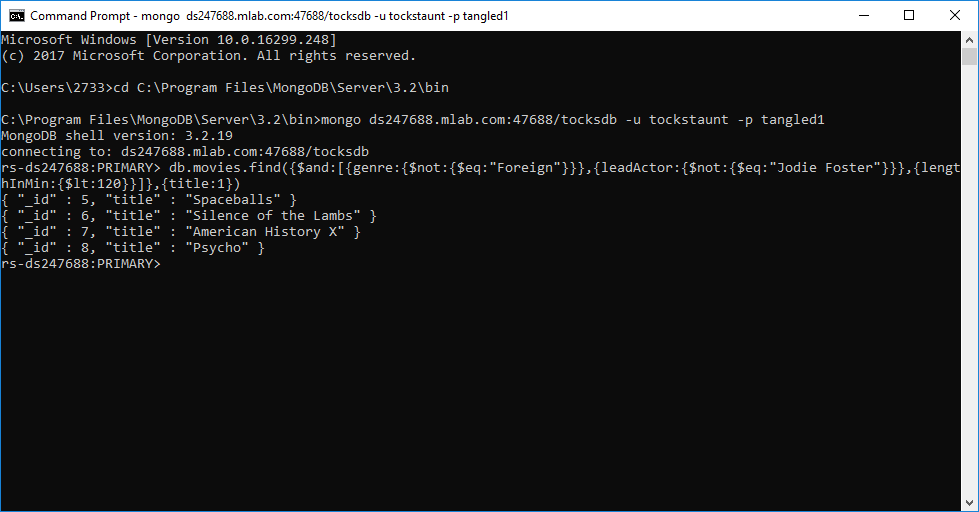 Command Prompt - mongo  ds247688.mlab.com:47688/tocksdb -u tockstaunt -p tangled1
Microsoft Windows [Version 10.0.16299.248]
(c) 2017 Microsoft Corporation. All rights reserved.
C:\Users\2733>cd C:\Program Files\MongoDB\Server\3.2\bin
C:\Program Files\MongoDB\Server\3.2\bin>mongo ds247688.mlab.com:47688/tocksdb -u tockstaunt -p tangled1
MongoDB shell version: 3.2.19
connecting to: ds247688.mlab.com:47688/tocksdb
rs-ds247688:PRIMARY> db.movies.find({$and:[{genre:{$not:{$eq:"Foreign"}}},{leadActor:{$not:{$eq:"Jodie Foster"}}},{lengt
hInMin:{$lt:120}}]},{title:1})
{ "_id" : 5, "title" : "Spaceballs" }
{ "_id" : 6, "title" : "Silence of the Lambs" }
{ "_id" : 7, "title" : "American History X" }
{ "_id" : 8, "title" : "Psycho" }
rs-ds247688:PRIMARY>